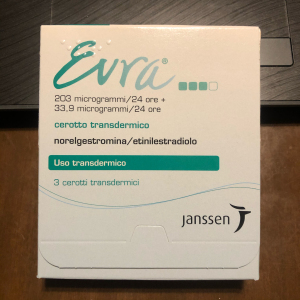 Evra®
203 microgrammi/24 ore +
33,9 microgrammi/24 ore
cerotto transdermico
norelgestromina/etinilestradiolo
Uso transdermico
3 cerotti transdermici
janssen